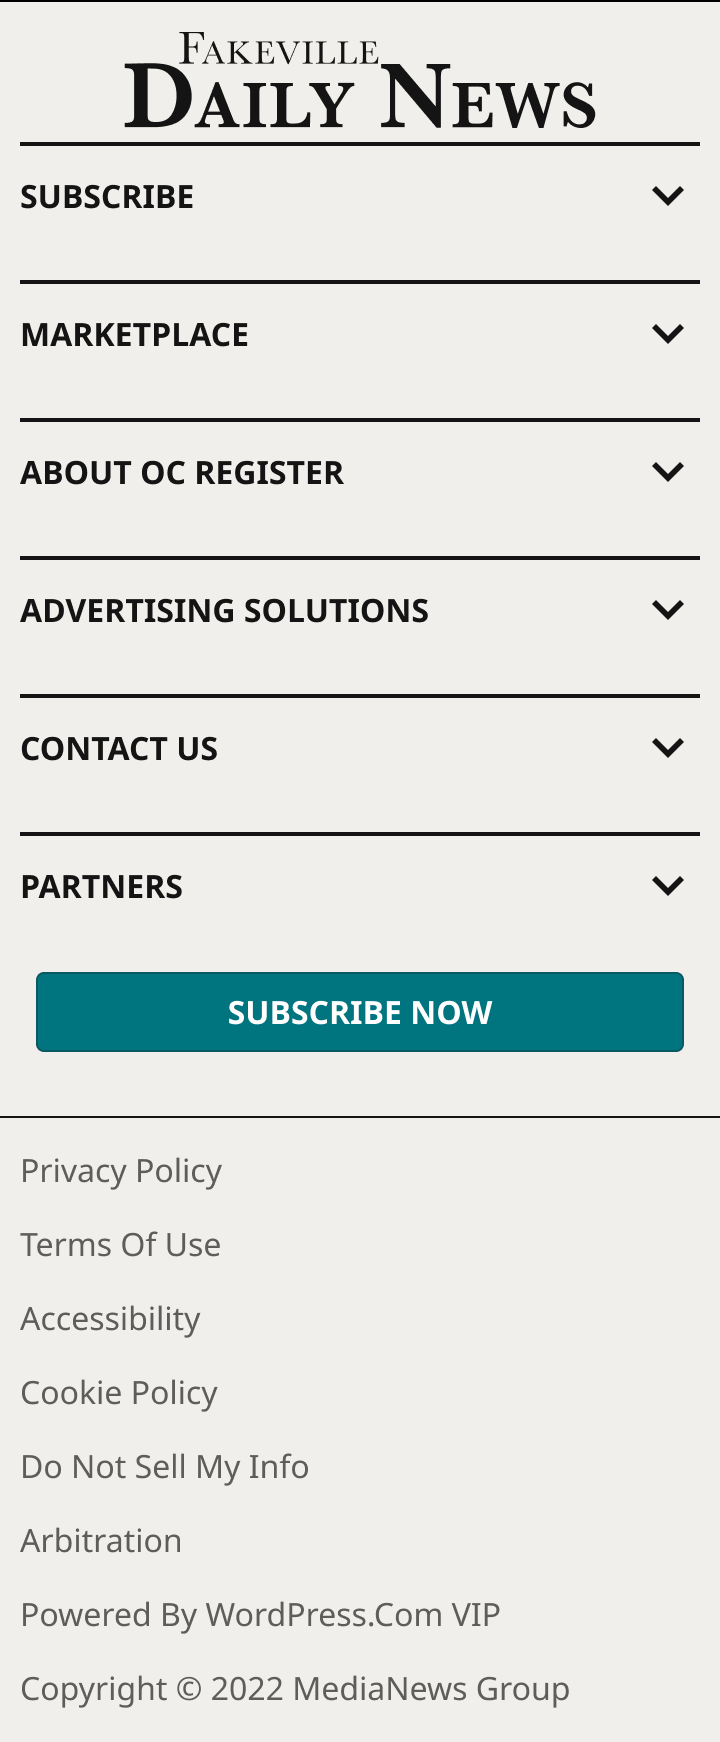 Fakeville
Daily News
SUBSCRIBE
MARKETPLACE
ABOUT OC REGISTER
ADVERTISING SOLUTIONS
CONTACT US
PARTNERS
SUBSCRIBE NOW
Privacy Policy
Terms Of Use
Accessibility
Cookie Policy
Do Not Sell My Info
Arbitration
Powered By WordPress.Com VIP
Copyright © 2022 MediaNews Group